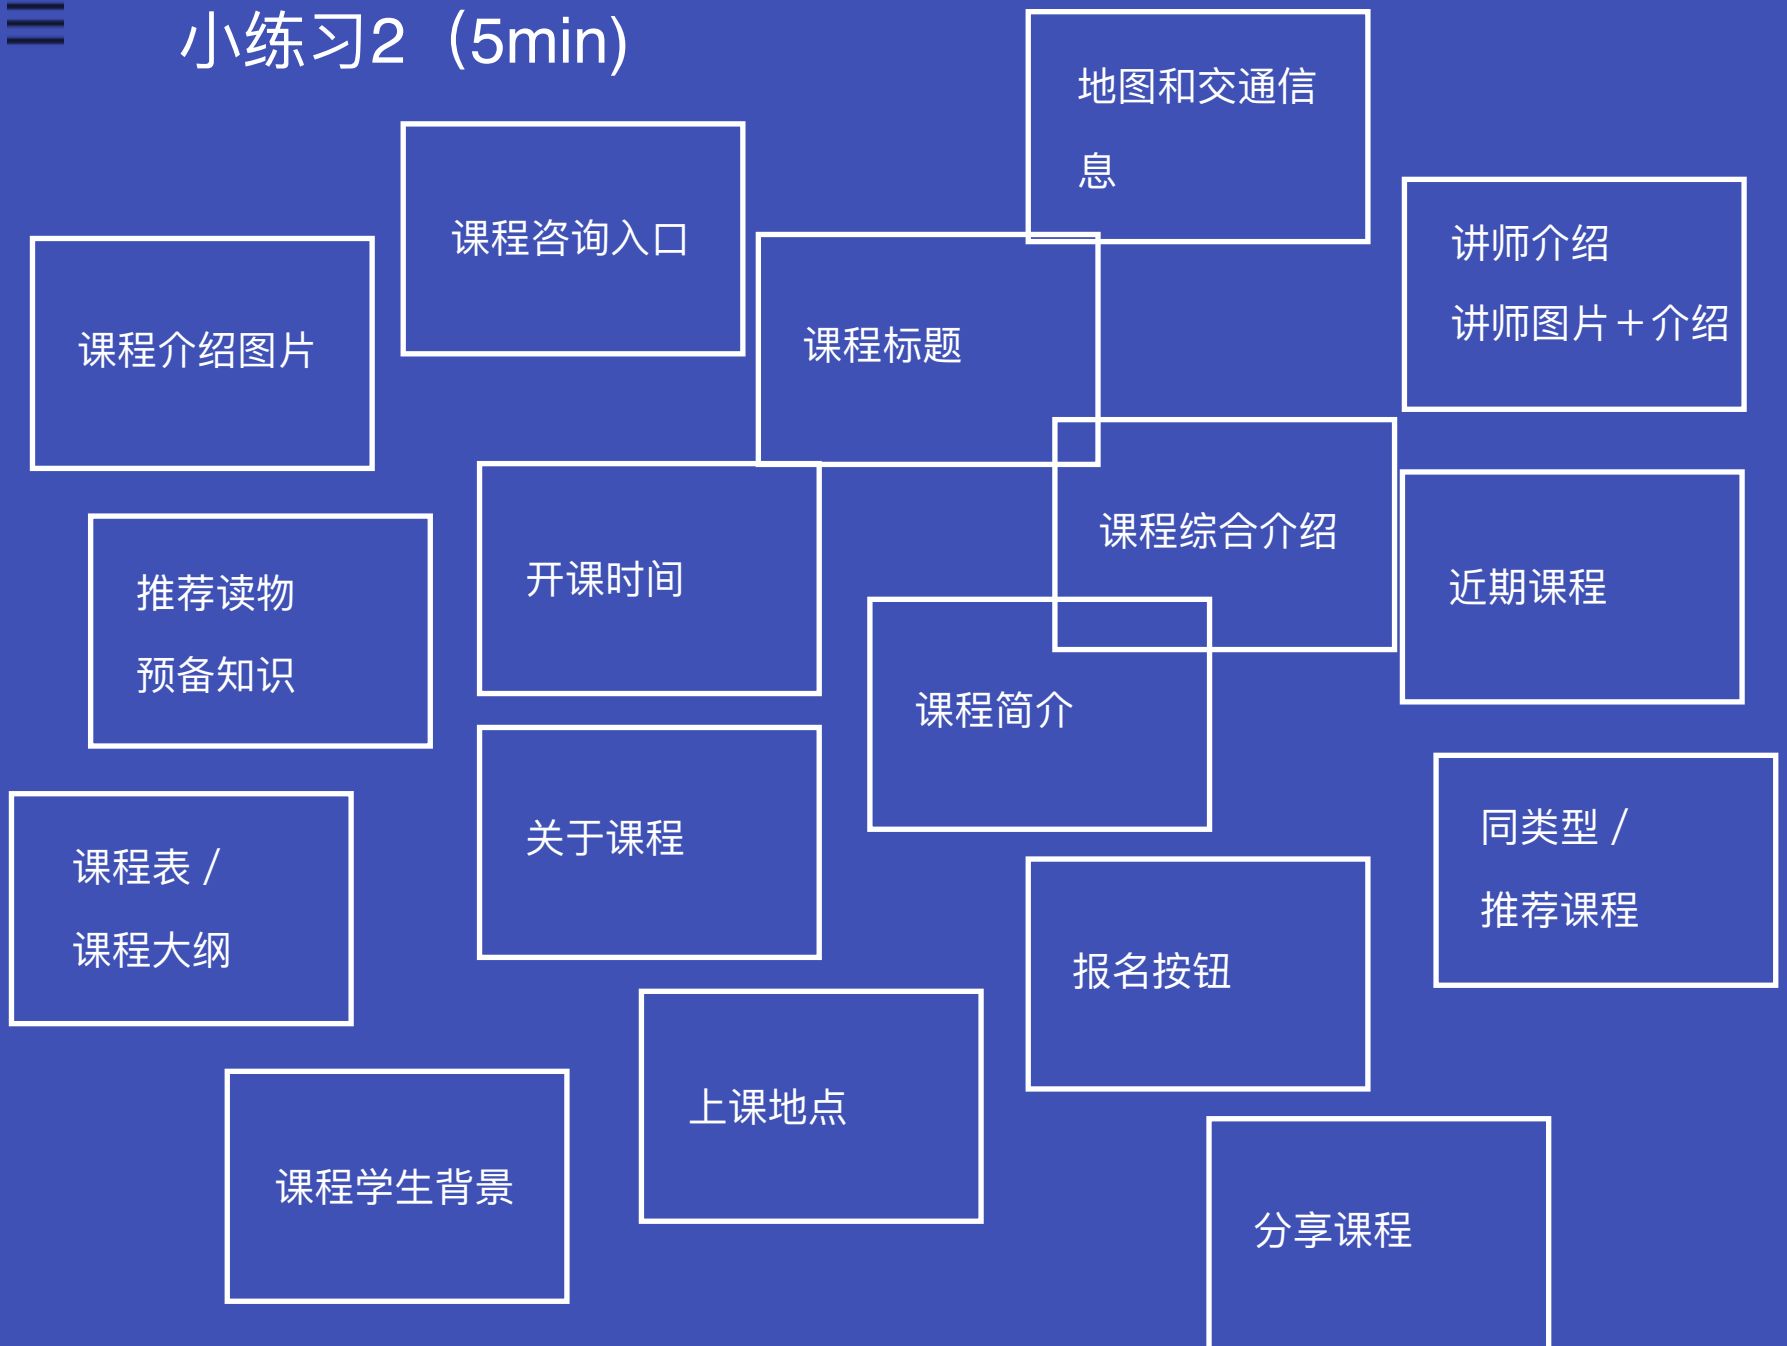 小练习2（5min)
地图和交通信
息
课程咨询入口
讲师介绍
讲师图片＋介绍
课程介绍图片
课程标题
课程综合介绍
推荐读物
预备知识
开课时间
近期课程
课程简介
关于课程
同类型 /
推荐课程
课程表 /
课程大纲
报名按钮
上课地点
课程学生背景
分享课程